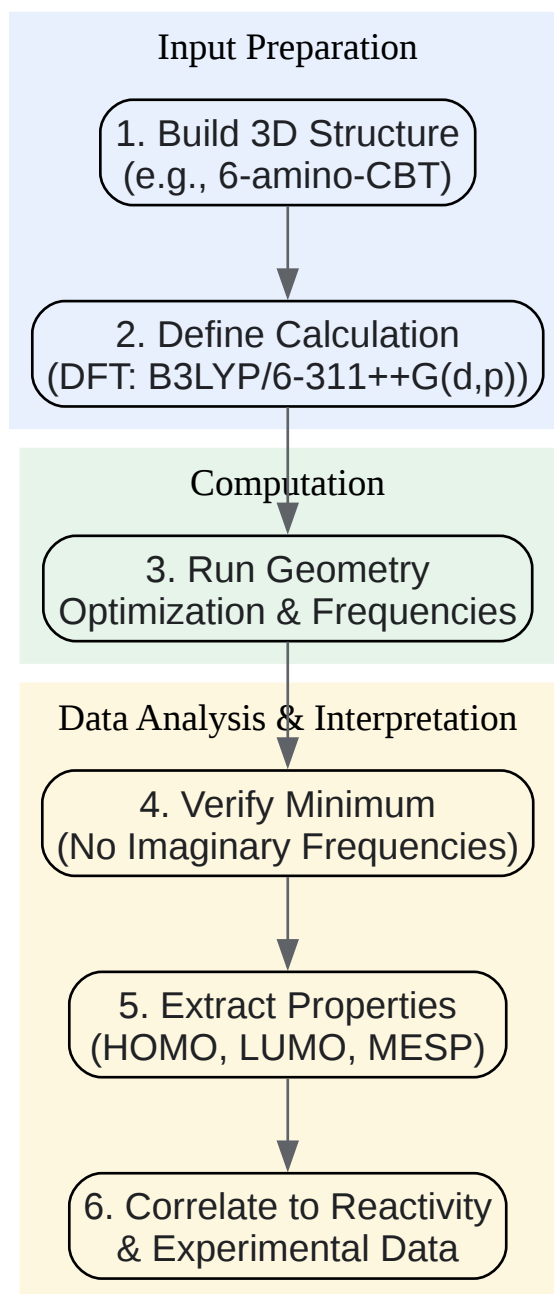 Input Preparation
1. Build 3D Structure
(e.g., 6-amino-CBT)
2. Define Calculation
(DFT: B3LYP/6-311++G(d,p))
Computation
3. Run Geometry
Optimization & Frequencies
Data Analysis & Interpretation
4. Verify Minimum
(No Imaginary Frequencies)
5. Extract Properties
(HOMO, LUMO, MESP)
6. Correlate to Reactivity
& Experimental Data